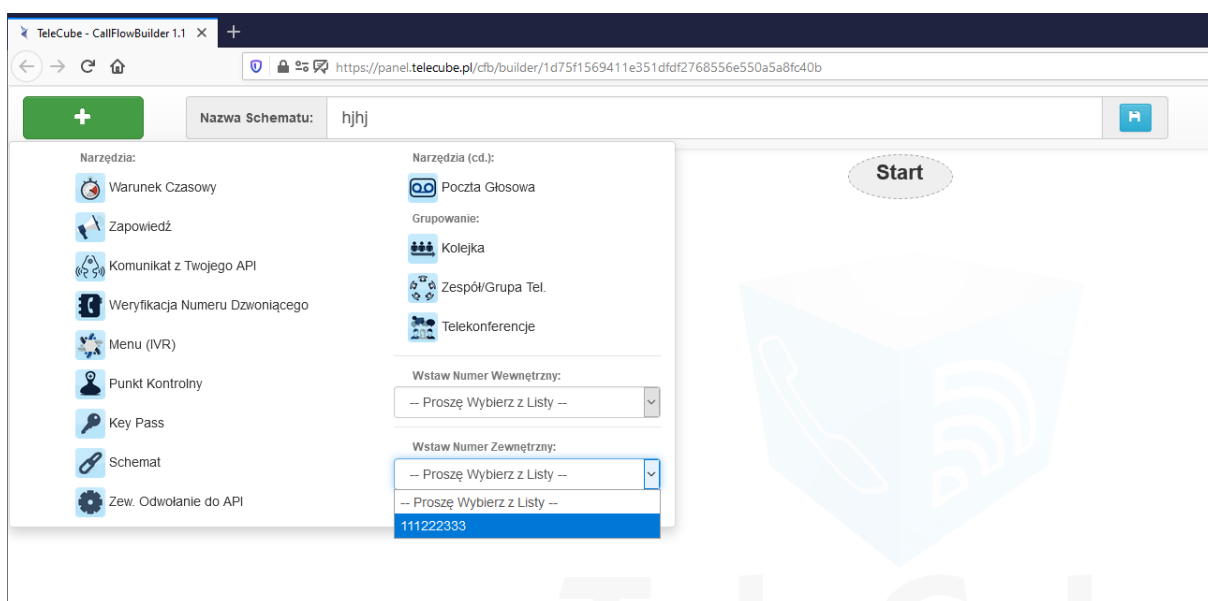 TeleCube - CallFlowBuilder 1.1
https://panel.telecube.pl/cfb/builder/1d75f1569411e351dfdf2768556e550a5a8fc40b
Nazwa Schematu: hjhj
Start
Narzędzia:
Warunek Czasowy
Zapowiedź
Komunikat z Twojego API
Weryfikacja Numeru Dzwoniącego
Menu (IVR)
Punkt Kontrolny
Key Pass
Schemat
Zew. Odwołanie do API
Narzędzia (cd.):
Poczta Głosowa
Grupowanie:
Kolejka
Zespół/Grupa Tel.
Telekonferencje
Wstaw Numer Wewnętrzny:
-- Proszę Wybierz z Listy --
Wstaw Numer Zewnętrzny:
-- Proszę Wybierz z Listy --
-- Proszę Wybierz z Listy --
111222333